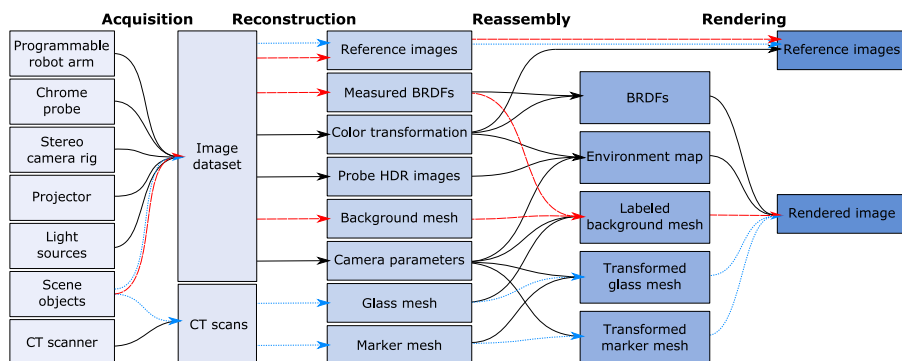 Acquisition
Reconstruction
Reassembly
Rendering
Programmable
robot arm
Chrome
probe
Stereo
camera rig
Projector
Light
sources
Scene
objects
CT scanner
Image
dataset
CT scans
Reference images
Measured BRDFs
Color transformation
Probe HDR images
Background mesh
Camera parameters
Glass mesh
Marker mesh
BRDFs
Environment map
Labeled
background mesh
Transformed
glass mesh
Transformed
marker mesh
Reference images
Rendered image